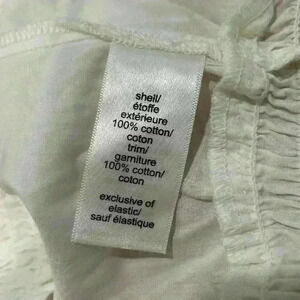 shell/
étoffe
extérieure
100% cotton/
coton
trim/
garniture
100% cotton/
coton
exclusive of
elastic/
sauf élastique